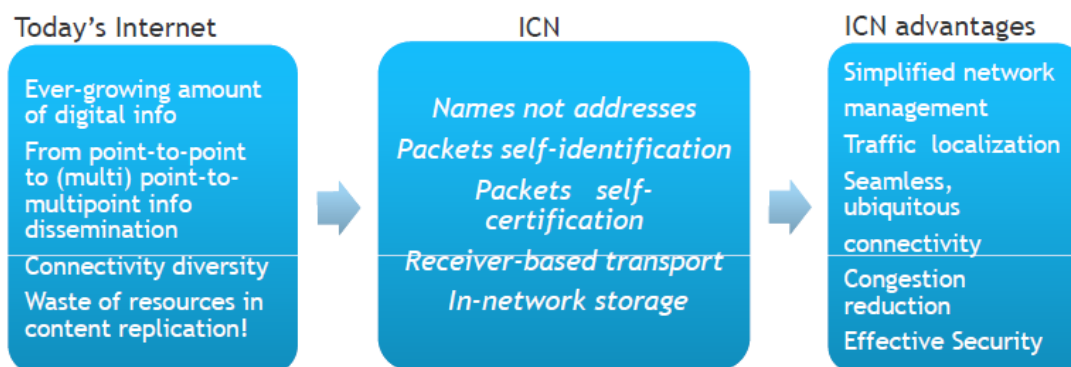 Today's Internet
Ever-growing amount
of digital info
From point-to-point
to (multi) point-to-
multipoint info
dissemination
Connectivity diversity
Waste of resources in
content replication!
ICN
Names not addresses
Packets self-identification
Packets self-
certification
Receiver-based transport
In-network storage
ICN advantages
Simplified network
management
Traffic localization
Seamless,
ubiquitous
connectivity
Congestion
reduction
Effective Security